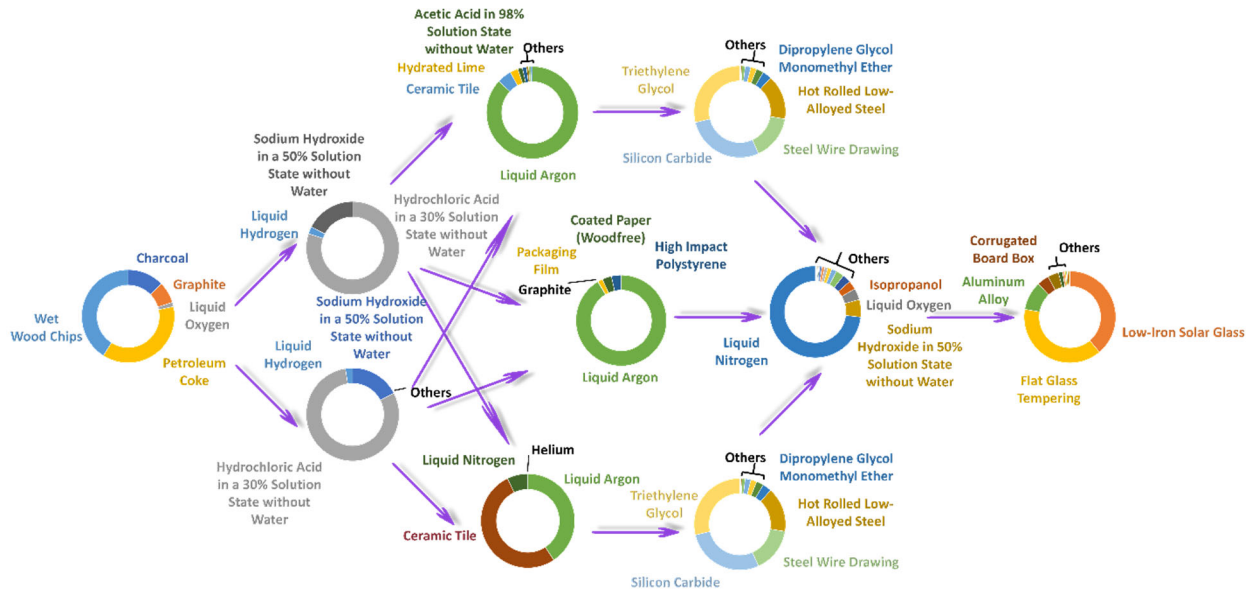 Charcoal
Graphite
Liquid
Oxygen
Wet
Wood Chips
Petroleum
Coke
Sodium Hydroxide
in a 50% Solution
State without
Water
Liquid
Hydrogen
Hydrochloric Acid
in a 30% Solution
State without
Water
Sodium Hydroxide
in a 50% Solution
State without
Water
Liquid
Hydrogen
Others
Hydrochloric Acid
in a 30% Solution
State without
Water
Acetic Acid in 98%
Solution State
without Water
Others
Hydrated Lime
Ceramic Tile
Liquid Argon
Coated Paper
(Woodfree)
Packaging
Film
High Impact
Polystyrene
Graphite
Liquid Argon
Helium
Liquid Nitrogen
Liquid Argon
Ceramic Tile
Others
Dipropylene Glycol
Monomethyl Ether
Triethylene
Glycol
Hot Rolled Low-
Alloyed Steel
Silicon Carbide
Steel Wire Drawing
Others
Isopropanol
Liquid Oxygen
Liquid
Nitrogen
Sodium
Hydroxide in 50%
Solution State
without Water
Others
Dipropylene Glycol
Monomethyl Ether
Triethylene
Glycol
Hot Rolled Low-
Alloyed Steel
Steel Wire Drawing
Silicon Carbide
Corrugated
Board Box
Others
Aluminum
Alloy
Low-Iron Solar Glass
Flat Glass
Tempering